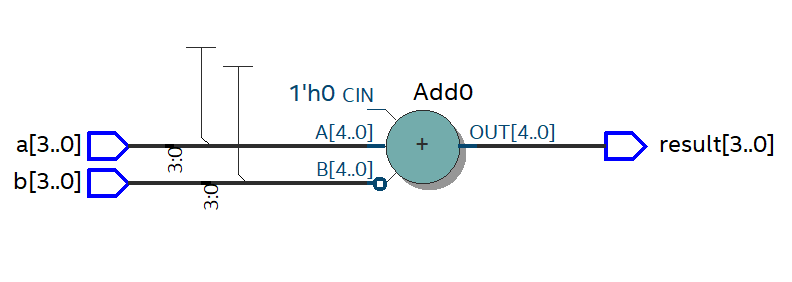 1'h0 CIN
Add0
a[3..0]
3:0
A[4..0]
+
OUT[4..0]
result[3..0]
b[3..0]
3:0
B[4..0]